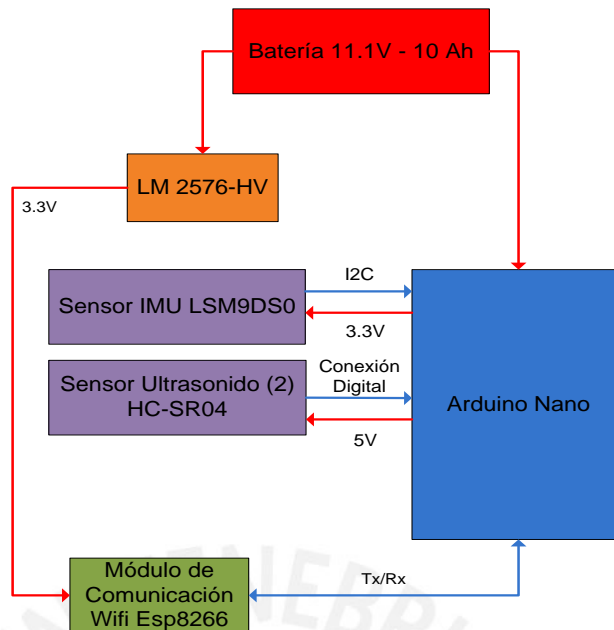 Batería 11.1V - 10 Ah
LM 2576-HV
3.3V
Sensor IMU LSM9DS0
I2C
3.3V
Sensor Ultrasonido (2)
HC-SR04
Conexión
Digital
5V
Arduino Nano
Módulo de
Comunicación
Wifi Esp8266
Tx/Rx